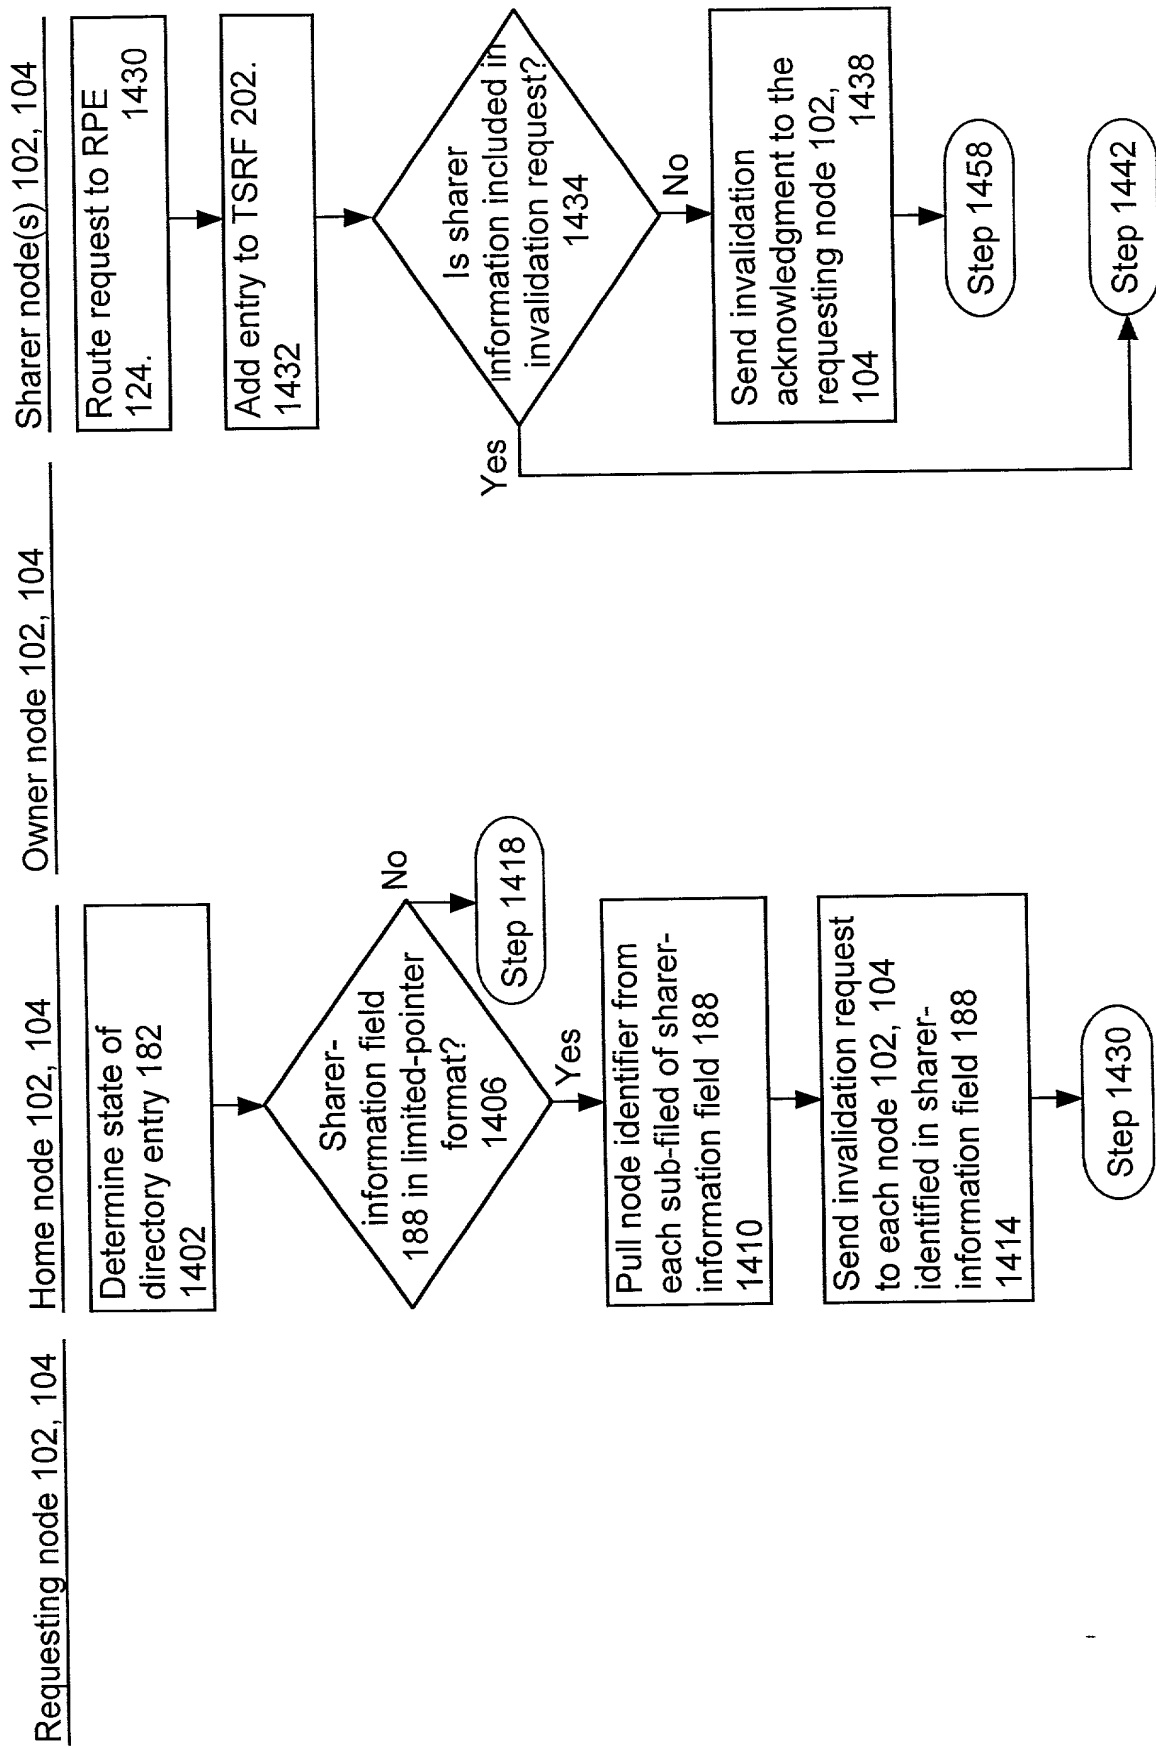 Requesting node 102, 104
Home node 102, 104
Determine state of
directory entry 182
1402
Sharer-
information field
188 in limited-pointer
format?
1406
No
Step 1418
Yes
Pull node identifier from
each sub-filed of sharer-
information field 188
1410
Send invalidation request
to each node 102, 104
identified in sharer-
information field 188
1414
Step 1430
Owner node 102, 104
Sharer node(s) 102, 104
Route request to RPE
124. 1430
Add entry to TSRF 202.
1432
Is sharer
information included in
invalidation request?
1434
Yes
No
Send invalidation
acknowledgment to the
requesting node 102,
104 1438
Step 1458
Step 1442